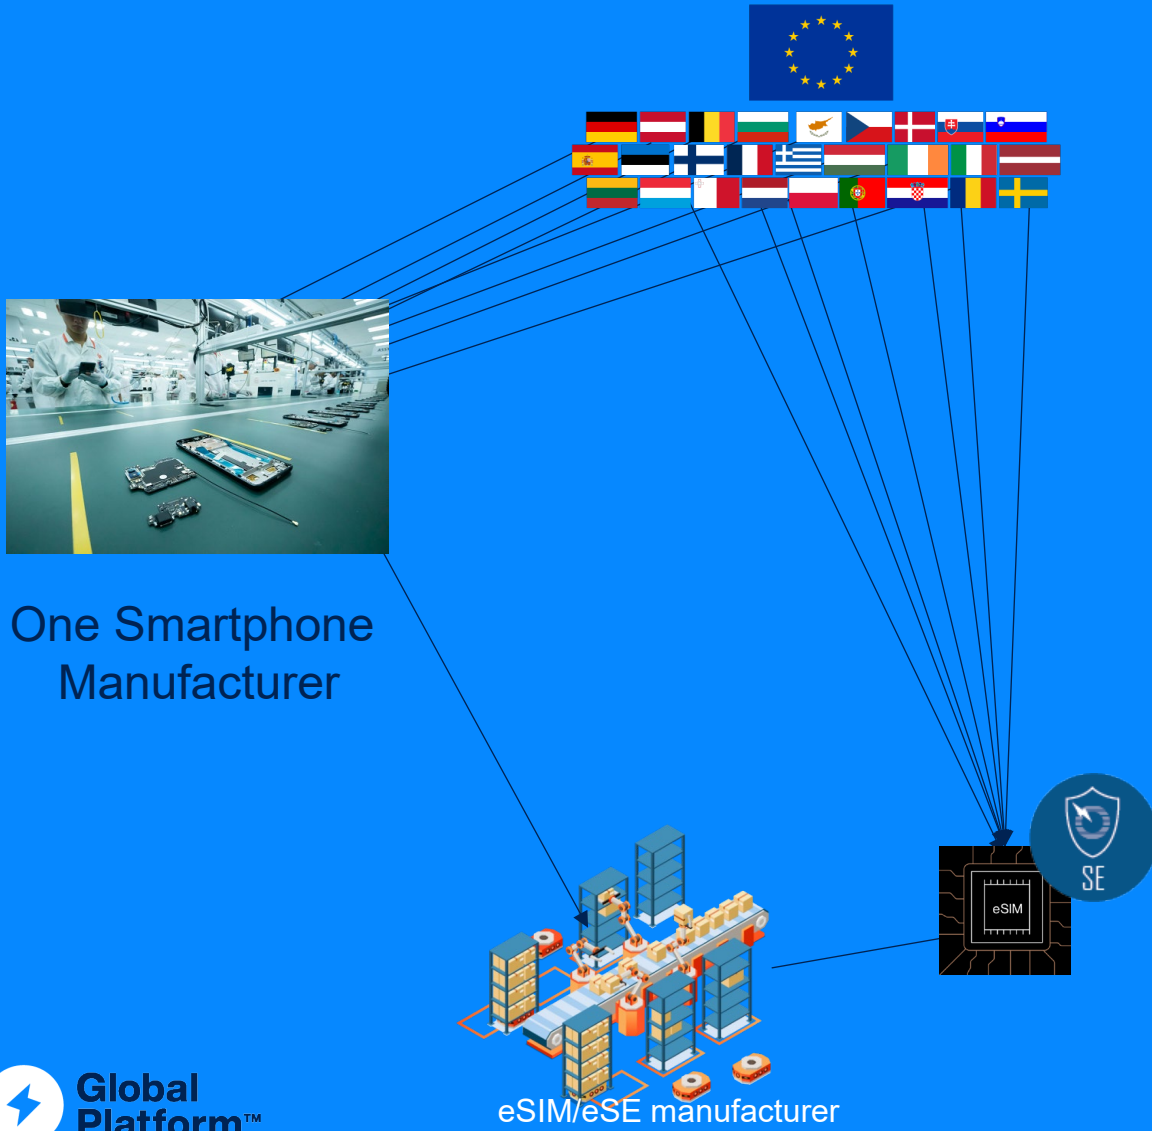 One Smartphone
Manufacturer
SE
eSIM
Global
Platform™
eSIM/eSE manufacturer